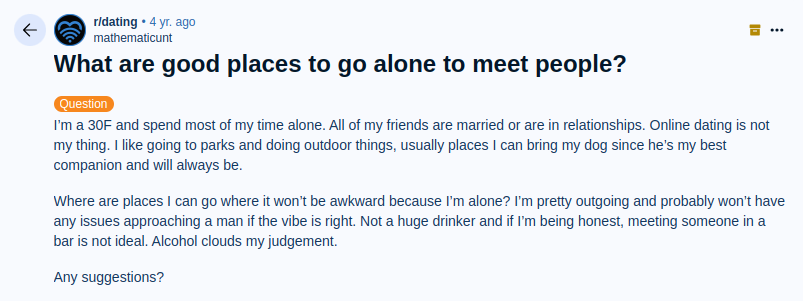 r/dating • 4 yr. ago
mathematicunt
What are good places to go alone to meet people?
Question
I’m a 30F and spend most of my time alone. All of my friends are married or are in relationships. Online dating is not
my thing. I like going to parks and doing outdoor things, usually places I can bring my dog since he’s my best
companion and will always be.
Where are places I can go where it won’t be awkward because I’m alone? I’m pretty outgoing and probably won’t have
any issues approaching a man if the vibe is right. Not a huge drinker and if I’m being honest, meeting someone in a
bar is not ideal. Alcohol clouds my judgement.
Any suggestions?